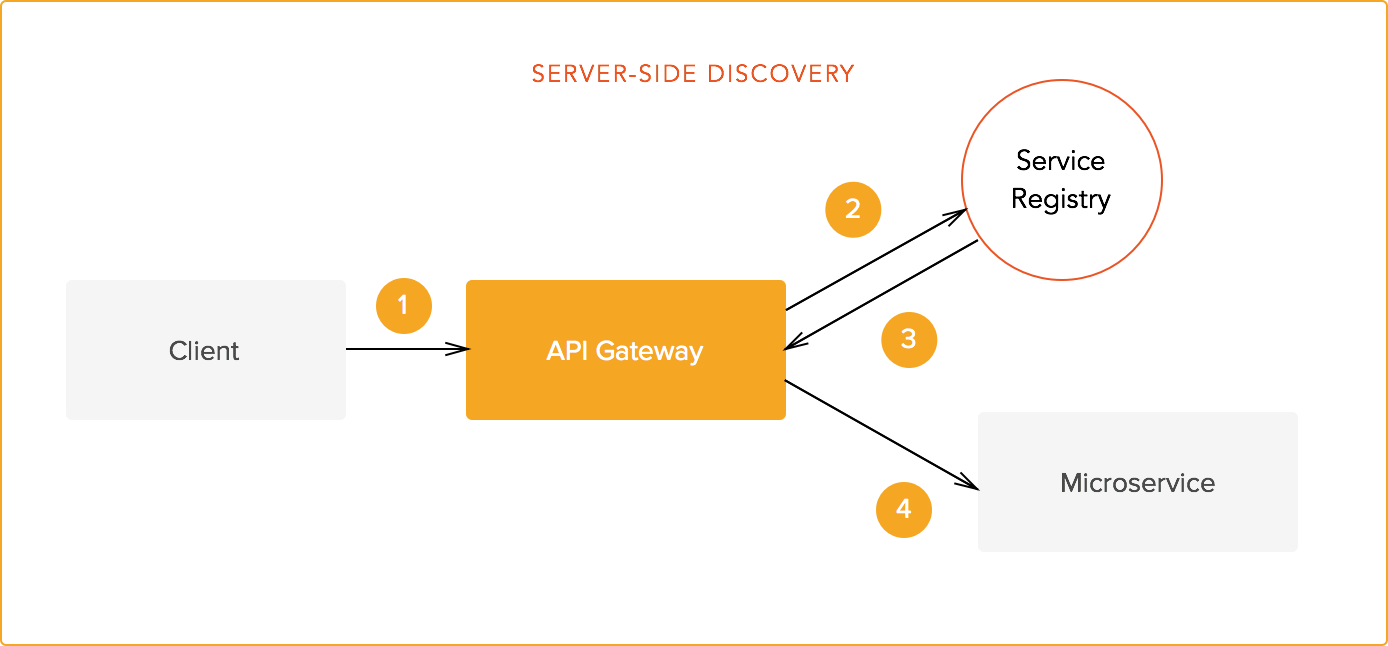 SERVER-SIDE DISCOVERY
Service
Registry
2
1
Client
API Gateway
3
Microservice
4